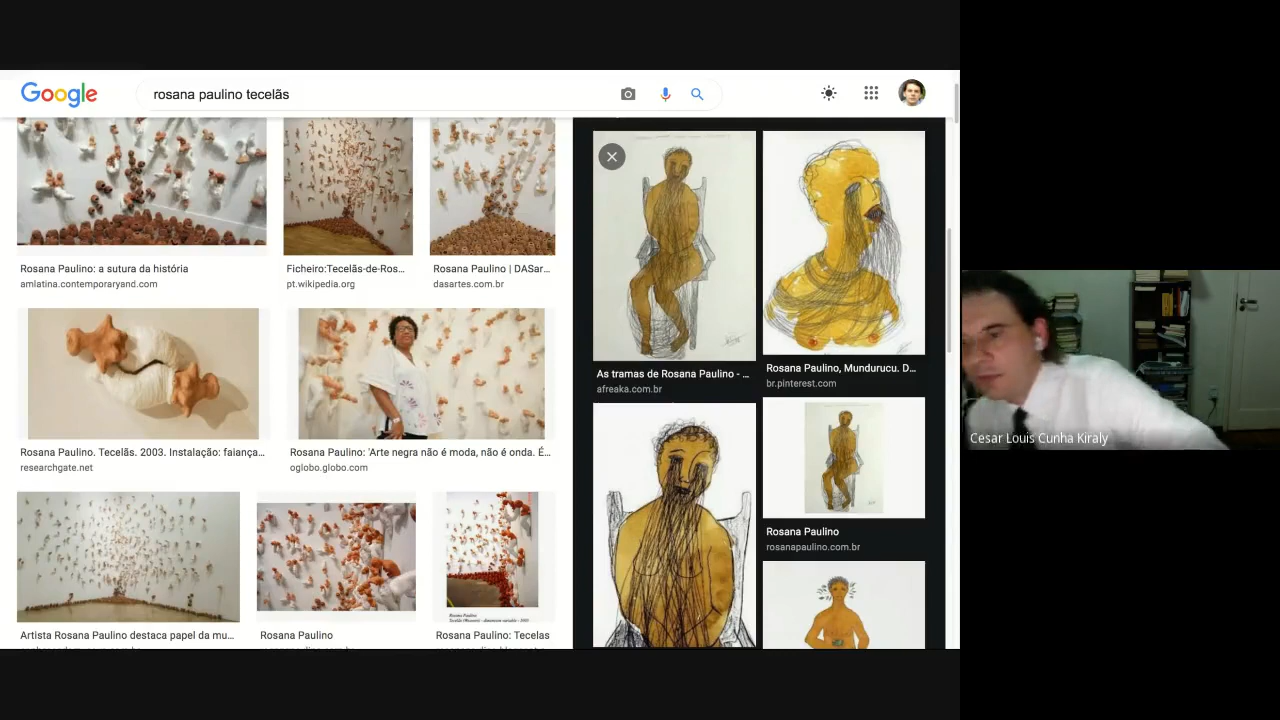 Google
rosana paulino tecelãs
Rosana Paulino: a sutura da história
amlatina.contemporaryand.com
Ficheiro:Tecelãs-de-Ros...
pt.wikipedia.org
Rosana Paulino | DASar...
dasartes.com.br
Rosana Paulino. Tecelãs. 2003. Instalação: faiança...
researchgate.net
Rosana Paulino: 'Arte negra não é moda, não é onda. É...
oglobo.globo.com
Artista Rosana Paulino destaca papel da mu...
Rosana Paulino
Rosana Paulino: Tecelas
As tramas de Rosana Paulino - ...
afreaka.com.br
Rosana Paulino, Mundurucu. D...
br.pinterest.com
Rosana Paulino
rosanapaulino.com.br
Cesar Louis Cunha Kiraly